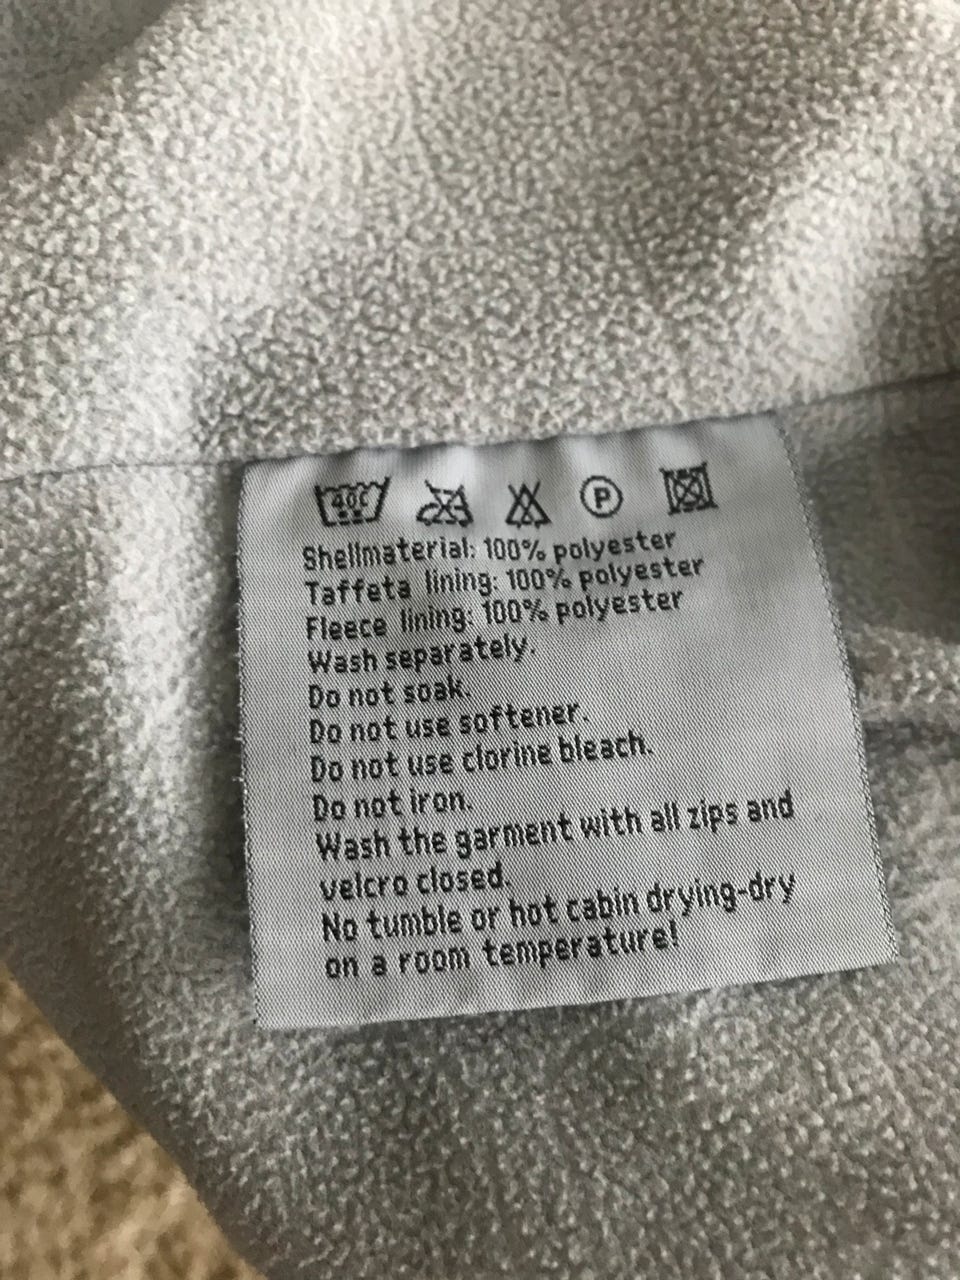 40C P
Shellmaterial: 100% polyester
Taffeta lining: 100% polyester
Fleece lining: 100% polyester
Wash separately.
Do not soak.
Do not use softener.
Do not use clorine bleach.
Do not iron.
Wash the garment with all zips and
velcro closed.
No tumble or hot cabin drying-dry
on a room temperature!